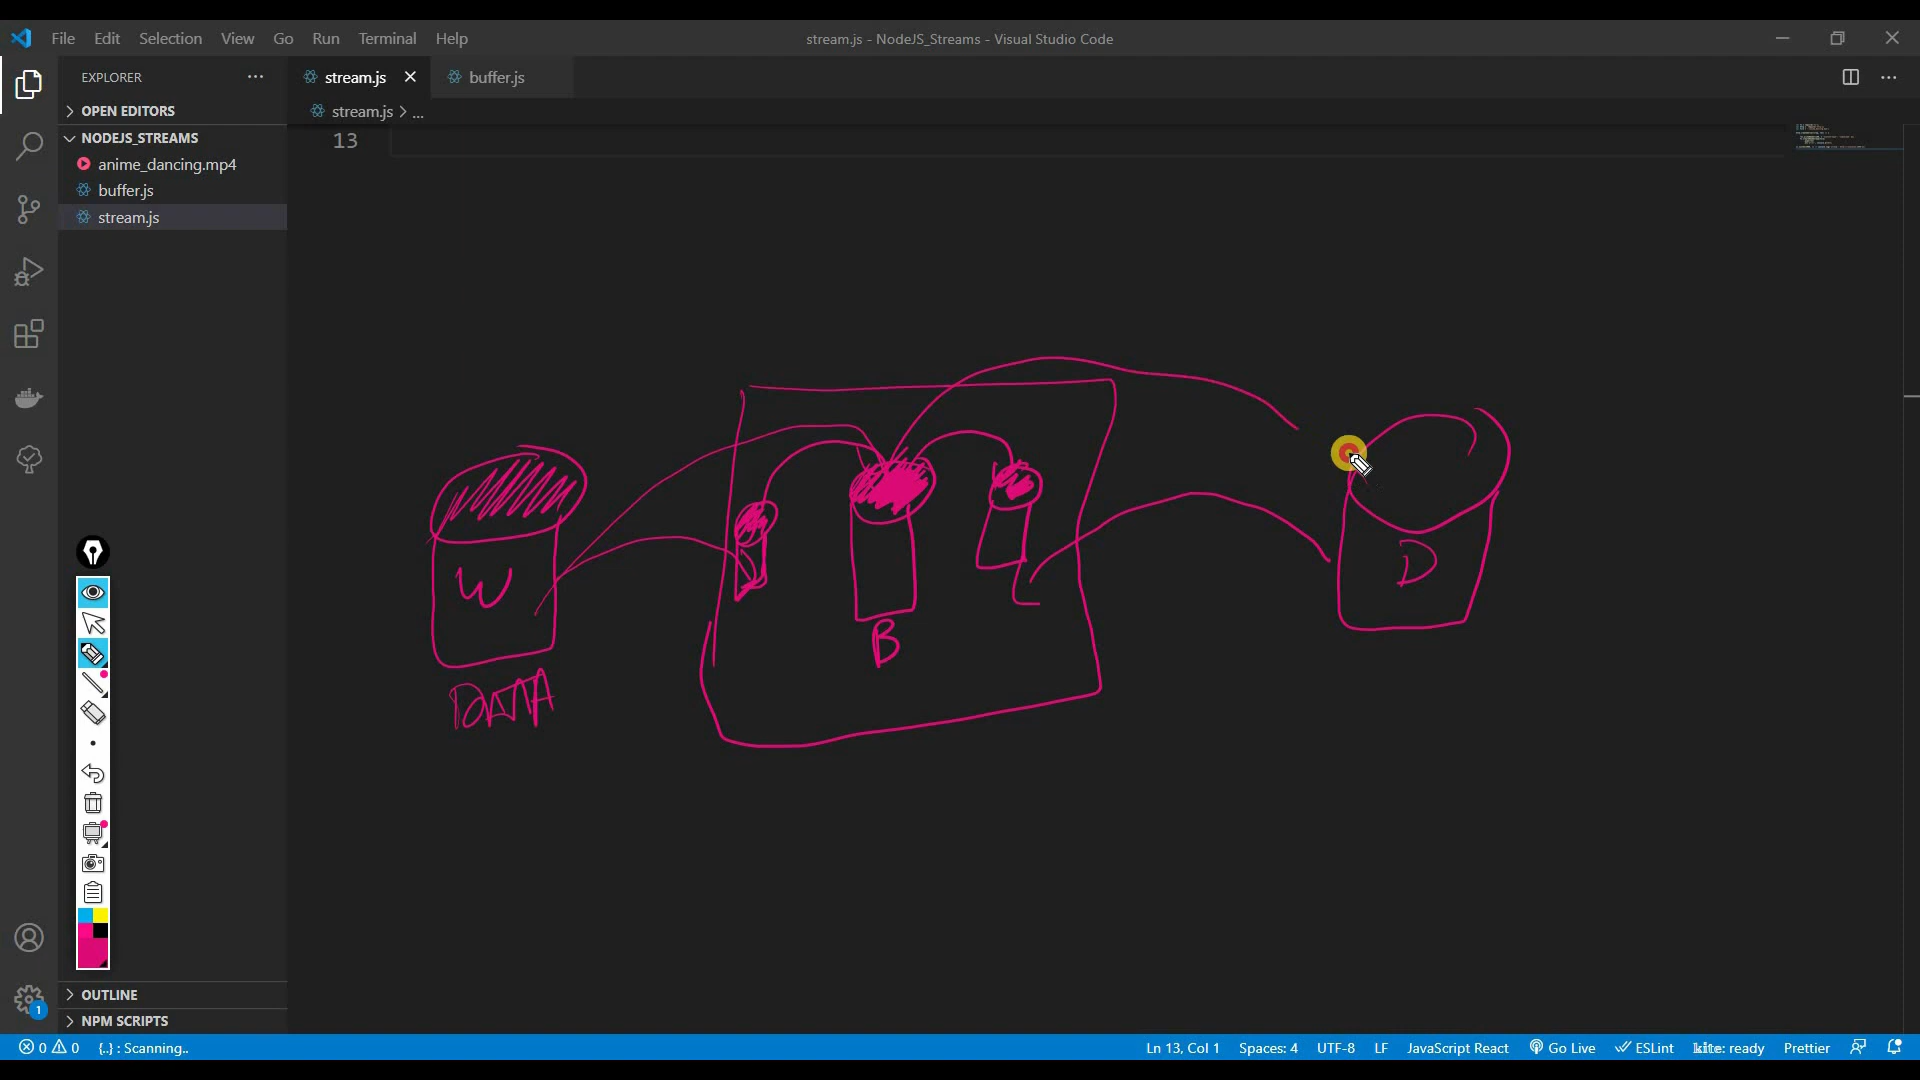 File Edit Selection View Go Run Terminal Help
stream.js - NodeJS_Streams - Visual Studio Code
EXPLORER
stream.js
buffer.js
OPEN EDITORS
stream.js > ...
NODEJS_STREAMS
13
anime_dancing.mp4
buffer.js
stream.js
W
D
B
DATA
OUTLINE
NPM SCRIPTS
1
0 0 {..} : Scanning..
Ln 13, Col 1 Spaces: 4 UTF-8 LF JavaScript React Go Live ESLint kite: ready Prettier